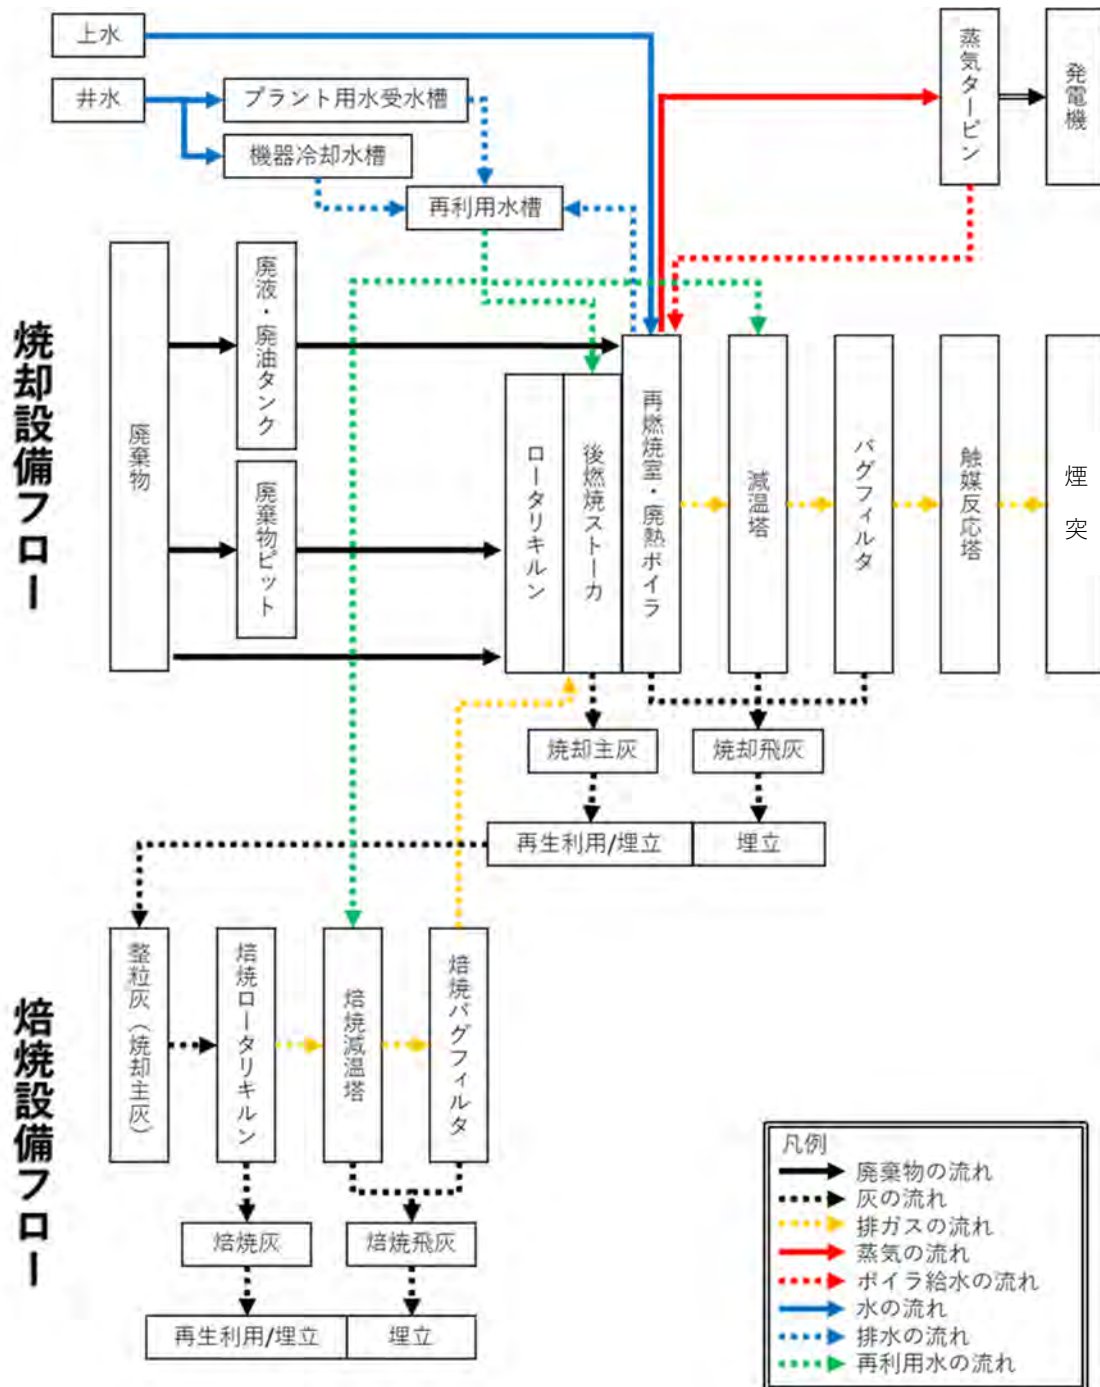 上水
井水
プラント用水受水槽
機器冷却水槽
再利用水槽
蒸気タービン
発電機
焼却設備フロー
廃棄物
廃液・廃油タンク
廃棄物ピット
ロータリキルン
後燃焼ストーカ
再燃焼室・廃熱ボイラ
減温塔
バグフィルタ
触媒反応塔
煙突
焼却主灰
焼却飛灰
再生利用/埋立
埋立
焙焼設備フロー
整粒灰（焼却主灰）
焙焼ロータリキルン
焙焼減温塔
焙焼バグフィルタ
焙焼灰
焙焼飛灰
再生利用/埋立
埋立
凡例
廃棄物の流れ
灰の流れ
排ガスの流れ
蒸気の流れ
ボイラ給水の流れ
水の流れ
排水の流れ
再利用水の流れ